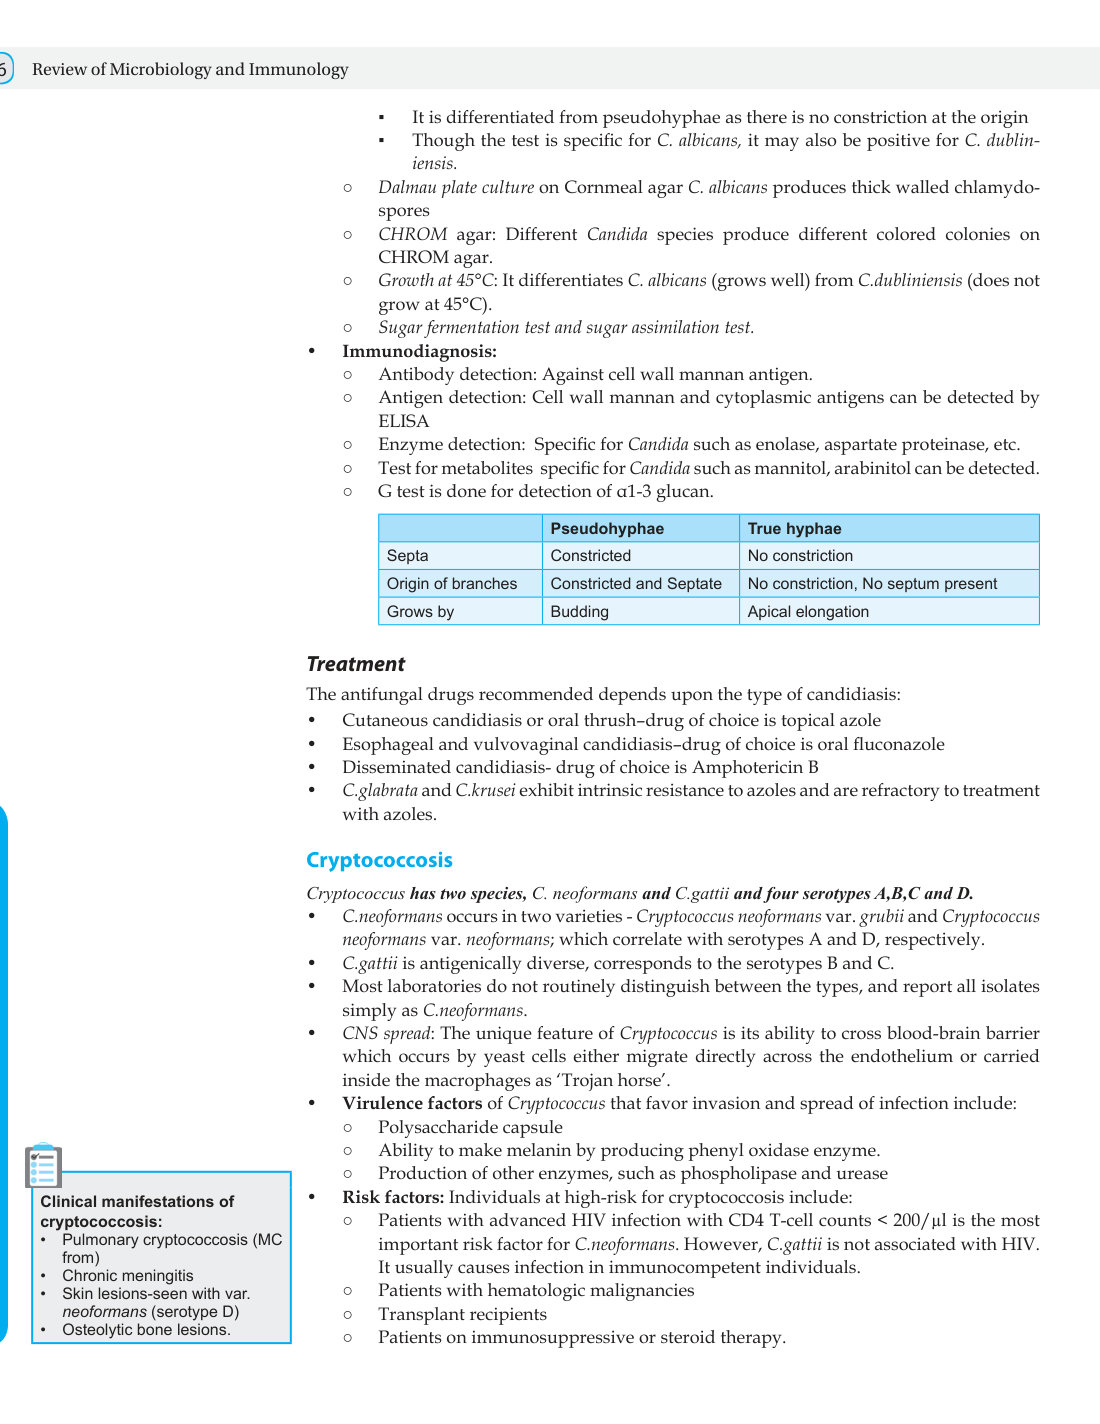 6 Review of Microbiology and Immunology
▪ It is differentiated from pseudohyphae as there is no constriction at the origin
▪ Though the test is specific for C. albicans, it may also be positive for C. dublin-
iensis.
○ Dalmau plate culture on Cornmeal agar C. albicans produces thick walled chlamydo-
spores
○ CHROM agar: Different Candida species produce different colored colonies on
CHROM agar.
○ Growth at 45°C: It differentiates C. albicans (grows well) from C.dubliniensis (does not
grow at 45°C).
○ Sugar fermentation test and sugar assimilation test.
• Immunodiagnosis:
○ Antibody detection: Against cell wall mannan antigen.
○ Antigen detection: Cell wall mannan and cytoplasmic antigens can be detected by
ELISA
○ Enzyme detection: Specific for Candida such as enolase, aspartate proteinase, etc.
○ Test for metabolites specific for Candida such as mannitol, arabinitol can be detected.
○ G test is done for detection of α1-3 glucan.
Pseudohyphae True hyphae
Septa Constricted No constriction
Origin of branches Constricted and Septate No constriction, No septum present
Grows by Budding Apical elongation
Treatment
The antifungal drugs recommended depends upon the type of candidiasis:
• Cutaneous candidiasis or oral thrush–drug of choice is topical azole
• Esophageal and vulvovaginal candidiasis–drug of choice is oral fluconazole
• Disseminated candidiasis- drug of choice is Amphotericin B
• C.glabrata and C.krusei exhibit intrinsic resistance to azoles and are refractory to treatment
with azoles.
Cryptococcosis
Cryptococcus has two species, C. neoformans and C.gattii and four serotypes A,B,C and D.
• C.neoformans occurs in two varieties - Cryptococcus neoformans var. grubii and Cryptococcus
neoformans var. neoformans; which correlate with serotypes A and D, respectively.
• C.gattii is antigenically diverse, corresponds to the serotypes B and C.
• Most laboratories do not routinely distinguish between the types, and report all isolates
simply as C.neoformans.
• CNS spread: The unique feature of Cryptococcus is its ability to cross blood-brain barrier
which occurs by yeast cells either migrate directly across the endothelium or carried
inside the macrophages as ‘Trojan horse’.
• Virulence factors of Cryptococcus that favor invasion and spread of infection include:
○ Polysaccharide capsule
○ Ability to make melanin by producing phenyl oxidase enzyme.
○ Production of other enzymes, such as phospholipase and urease
• Risk factors: Individuals at high-risk for cryptococcosis include:
○ Patients with advanced HIV infection with CD4 T-cell counts < 200/µl is the most
important risk factor for C.neoformans. However, C.gattii is not associated with HIV.
It usually causes infection in immunocompetent individuals.
○ Patients with hematologic malignancies
○ Transplant recipients
○ Patients on immunosuppressive or steroid therapy.
Clinical manifestations of
cryptococcosis:
• Pulmonary cryptococcosis (MC
from)
• Chronic meningitis
• Skin lesions-seen with var.
neoformans (serotype D)
• Osteolytic bone lesions.